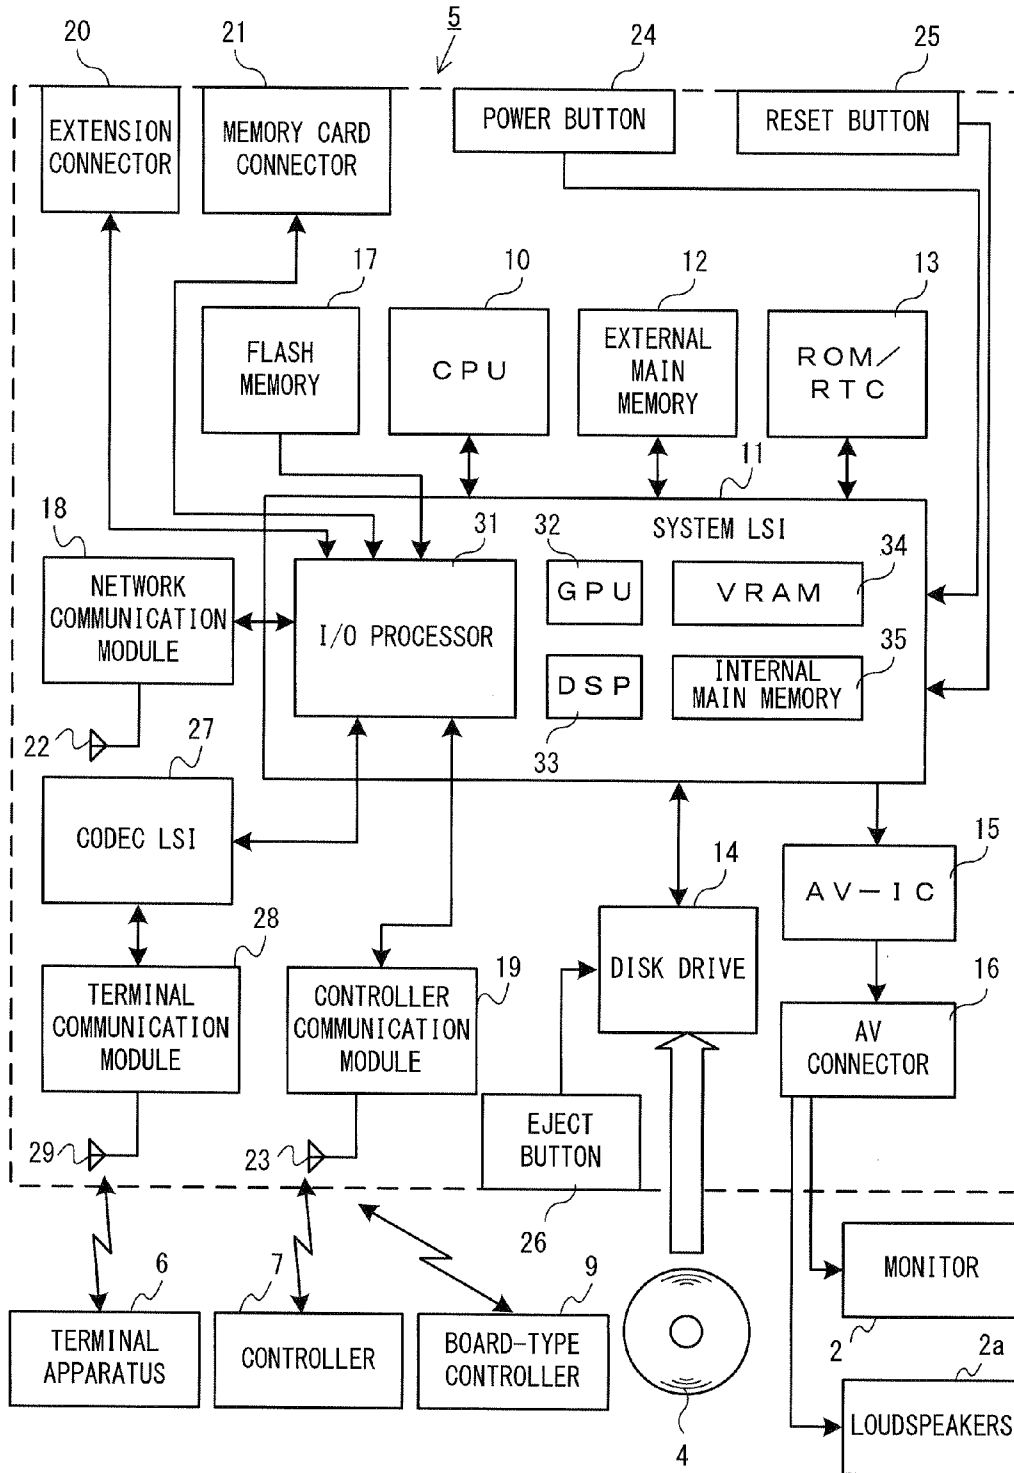 20
21
5
24
25
EXTENSION
CONNECTOR
MEMORY CARD
CONNECTOR
POWER BUTTON
RESET BUTTON
17
10
12
13
FLASH
MEMORY
CPU
EXTERNAL
MAIN
MEMORY
ROM/
RTC
11
18
31
32
SYSTEM LSI
34
NETWORK
COMMUNICATION
MODULE
I/O PROCESSOR
GPU
VRAM
35
DSP
INTERNAL
MAIN MEMORY
22
27
33
CODEC LSI
14
15
AV-IC
28
19
16
TERMINAL
COMMUNICATION
MODULE
CONTROLLER
COMMUNICATION
MODULE
DISK DRIVE
AV
CONNECTOR
29
23
EJECT
BUTTON
26
6
7
9
MONITOR
2
TERMINAL
APPARATUS
CONTROLLER
BOARD-TYPE
CONTROLLER
2a
4
LOUDSPEAKERS